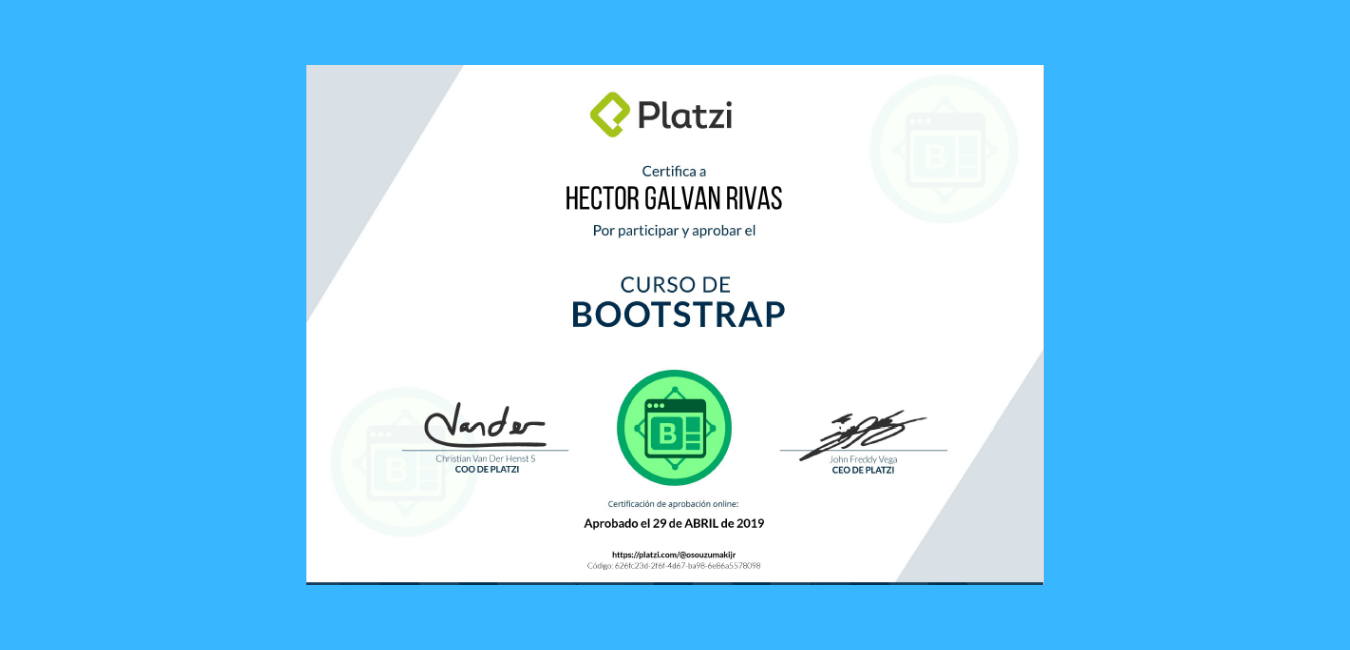 Platzi
Certifica a
HECTOR GALVAN RIVAS
Por participar y aprobar el
CURSO DE
BOOTSTRAP
B
B
Vander
Christian Van Der Henst S
COO DE PLATZI
B
B
John Freddy Vega
CEO DE PLATZI
Certificación de aprobación online:
Aprobado el 29 de ABRIL de 2019
https://platzi.com/@osouzumakijr
Código: 626fc23d-2f6f-4d67-ba98-6e86a5578098